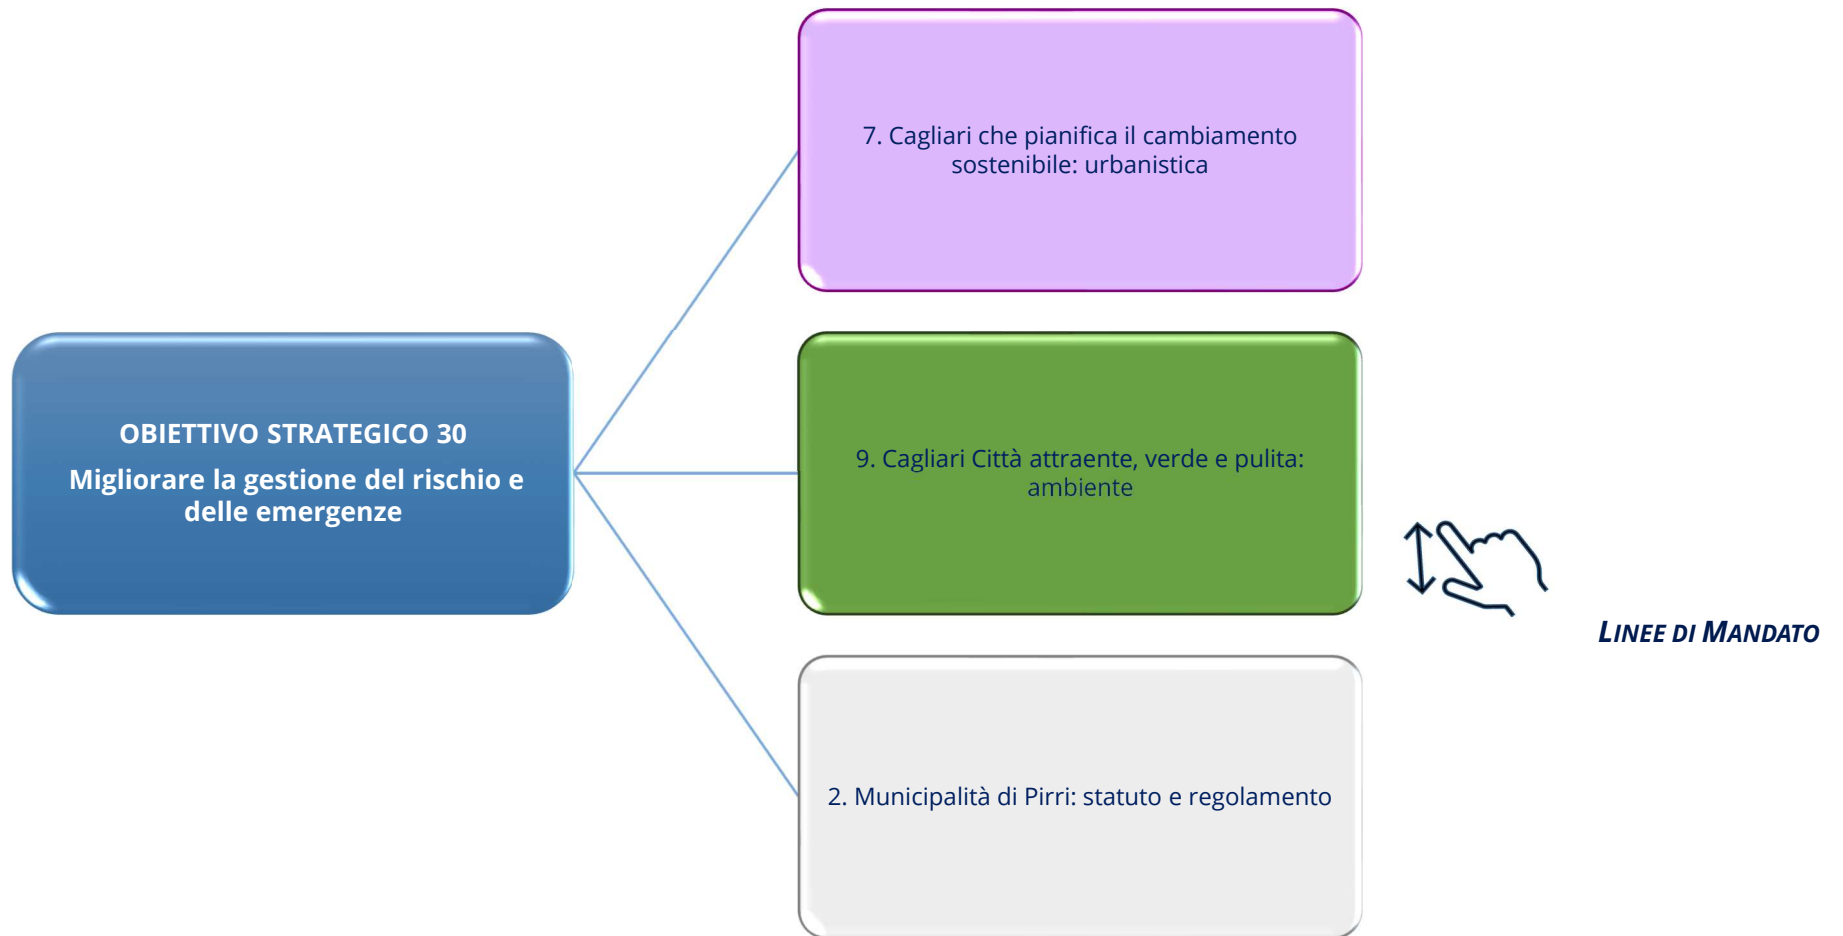 OBIETTIVO STRATEGICO 30
Migliorare la gestione del rischio e
delle emergenze
7. Cagliari che pianifica il cambiamento
sostenibile: urbanistica
9. Cagliari Città attraente, verde e pulita:
ambiente
2. Municipalità di Pirri: statuto e regolamento
LINEE DI MANDATO